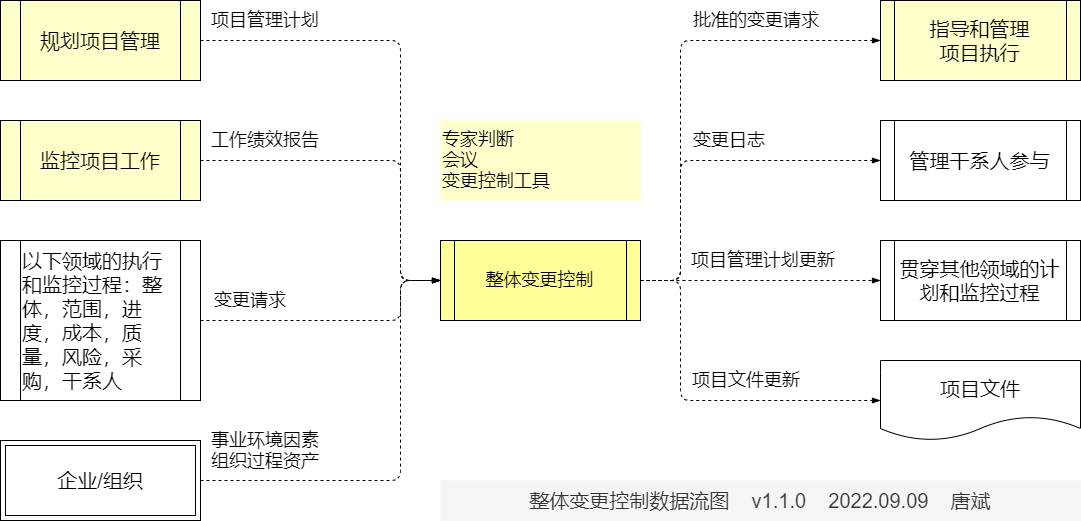 规划项目管理
项目管理计划
监控项目工作
工作绩效报告
以下领域的执行
和监控过程：整
体，范围，进
度，成本，质
量，风险，采
购，干系人
变更请求
企业/组织
事业环境因素
组织过程资产
专家判断
会议
变更控制工具
整体变更控制
批准的变更请求
指导和管理
项目执行
变更日志
管理干系人参与
项目管理计划更新
贯穿其他领域的计
划和监控过程
项目文件更新
项目文件
整体变更控制数据流图 v1.1.0 2022.09.09 唐斌